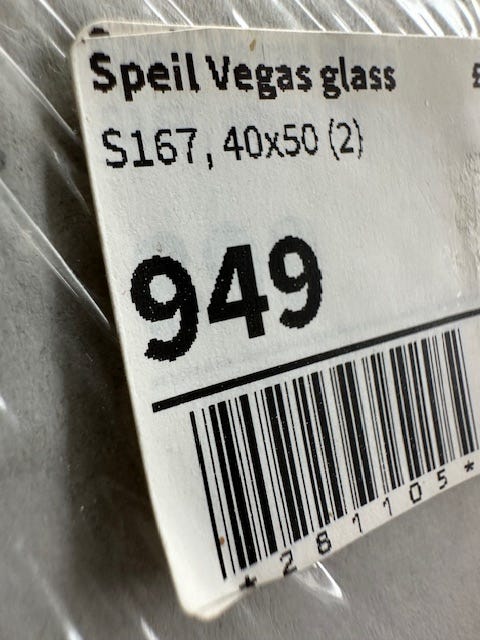 Speil Vegas glass
S167, 40x50 (2)
949
*281105*